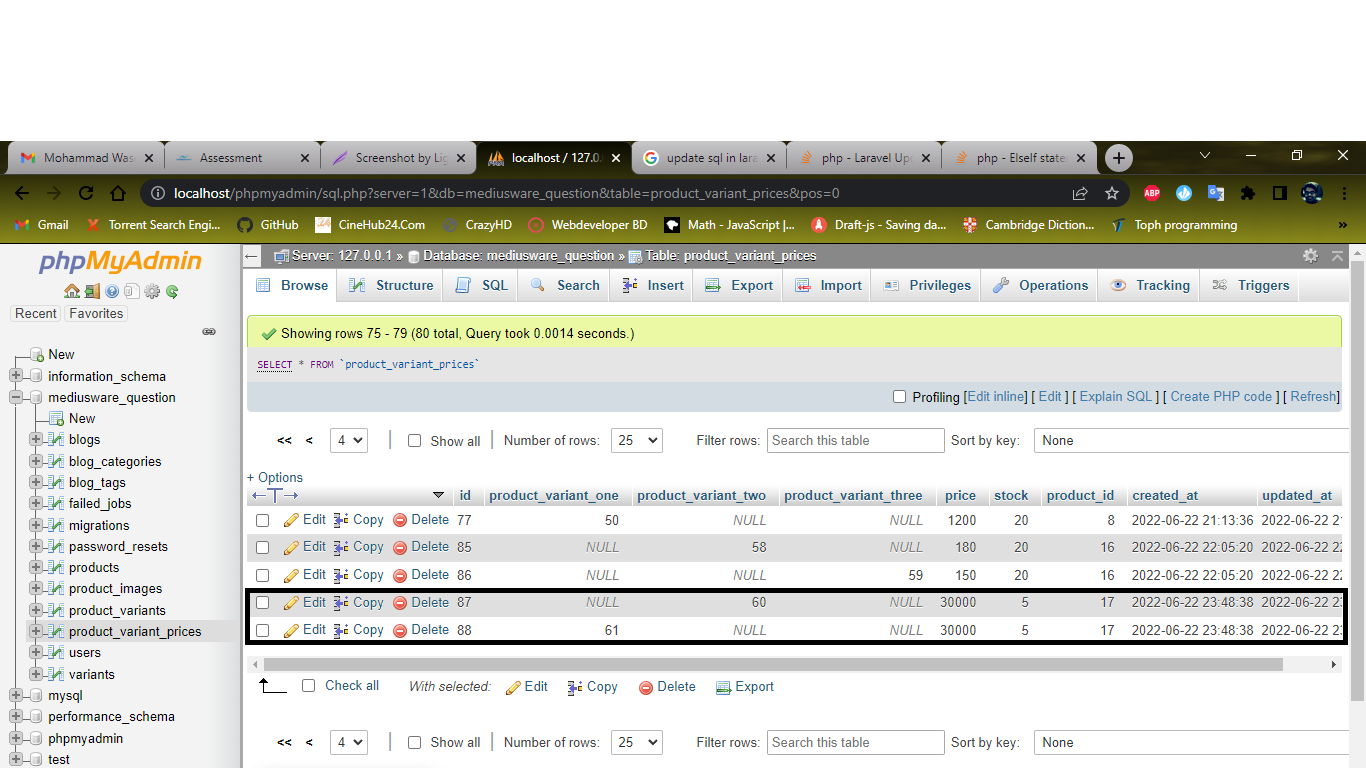 Mohammad Was
Assessment
Screenshot by Lig
localhost / 127.0.
update sql in lara
php - Laravel Up
php - ElseIf state
localhost/phpmyadmin/sql.php?server=1&db=mediusware_question&table=product_variant_prices&pos=0
ABP
Gmail Torrent Search Engi... GitHub CineHub24.Com CrazyHD Webdeveloper BD Math - JavaScript |... Draft-js - Saving da... Cambridge Dictionn... Toph programming »
phpMyAdmin
Recent Favorites
New
information_schema
mediusware_question
New
blogs
blog_categories
blog_tags
failed_jobs
migrations
password_resets
products
product_images
product_variants
product_variant_prices
users
variants
mysql
performance_schema
phpmyadmin
test
Server: 127.0.0.1 » Database: mediusware_question » Table: product_variant_prices
Browse Structure SQL Search Insert Export Import Privileges Operations Tracking Triggers
Showing rows 75 - 79 (80 total, Query took 0.0014 seconds.)
SELECT * FROM `product_variant_prices`
Profiling [Edit inline] [ Edit ] [ Explain SQL ] [ Create PHP code ] [ Refresh]
<< < 4 Show all Number of rows: 25 Filter rows: Search this table Sort by key: None
+ Options
id product_variant_one product_variant_two product_variant_three price stock product_id created_at updated_at
Edit Copy Delete 77 50 NULL NULL 1200 20 8 2022-06-22 21:13:36 2022-06-22 21
Edit Copy Delete 85 NULL 58 NULL 180 20 16 2022-06-22 22:05:20 2022-06-22 22
Edit Copy Delete 86 NULL NULL 59 150 20 16 2022-06-22 22:05:20 2022-06-22 22
Edit Copy Delete 87 NULL 60 NULL 30000 5 17 2022-06-22 23:48:38 2022-06-22 23
Edit Copy Delete 88 61 NULL NULL 30000 5 17 2022-06-22 23:48:38 2022-06-22 23
Check all With selected: Edit Copy Delete Export
<< < 4 Show all Number of rows: 25 Filter rows: Search this table Sort by key: None